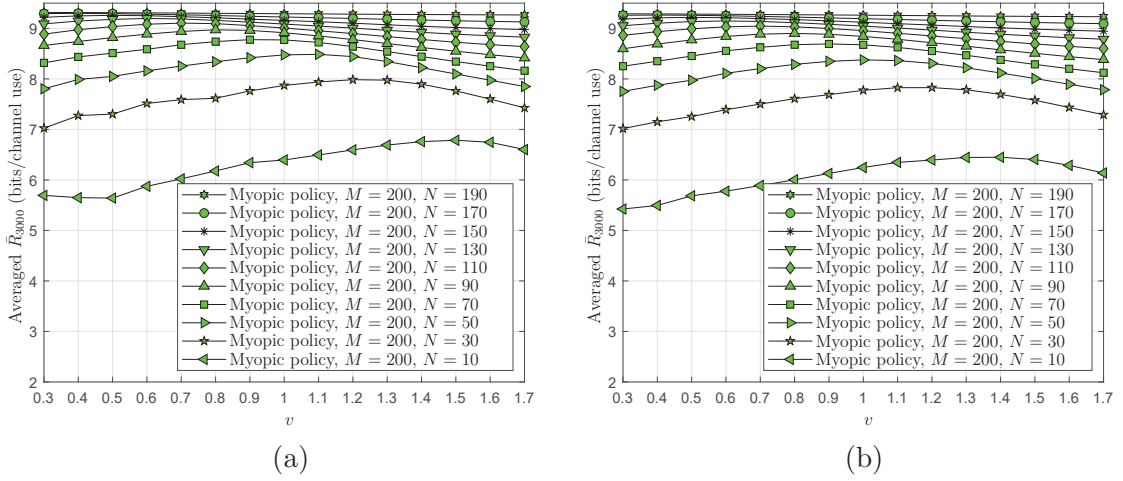 Averaged R̄₃₀₀₀ (bits/channel use)
9
8
7
6
5
4
3
2
0.3 0.4 0.5 0.6 0.7 0.8 0.9 1 1.1 1.2 1.3 1.4 1.5 1.6 1.7
v
Myopic policy, M = 200, N = 190
Myopic policy, M = 200, N = 170
Myopic policy, M = 200, N = 150
Myopic policy, M = 200, N = 130
Myopic policy, M = 200, N = 110
Myopic policy, M = 200, N = 90
Myopic policy, M = 200, N = 70
Myopic policy, M = 200, N = 50
Myopic policy, M = 200, N = 30
Myopic policy, M = 200, N = 10
(a)
Averaged R̄₃₀₀₀ (bits/channel use)
9
8
7
6
5
4
3
2
0.3 0.4 0.5 0.6 0.7 0.8 0.9 1 1.1 1.2 1.3 1.4 1.5 1.6 1.7
v
Myopic policy, M = 200, N = 190
Myopic policy, M = 200, N = 170
Myopic policy, M = 200, N = 150
Myopic policy, M = 200, N = 130
Myopic policy, M = 200, N = 110
Myopic policy, M = 200, N = 90
Myopic policy, M = 200, N = 70
Myopic policy, M = 200, N = 50
Myopic policy, M = 200, N = 30
Myopic policy, M = 200, N = 10
(b)